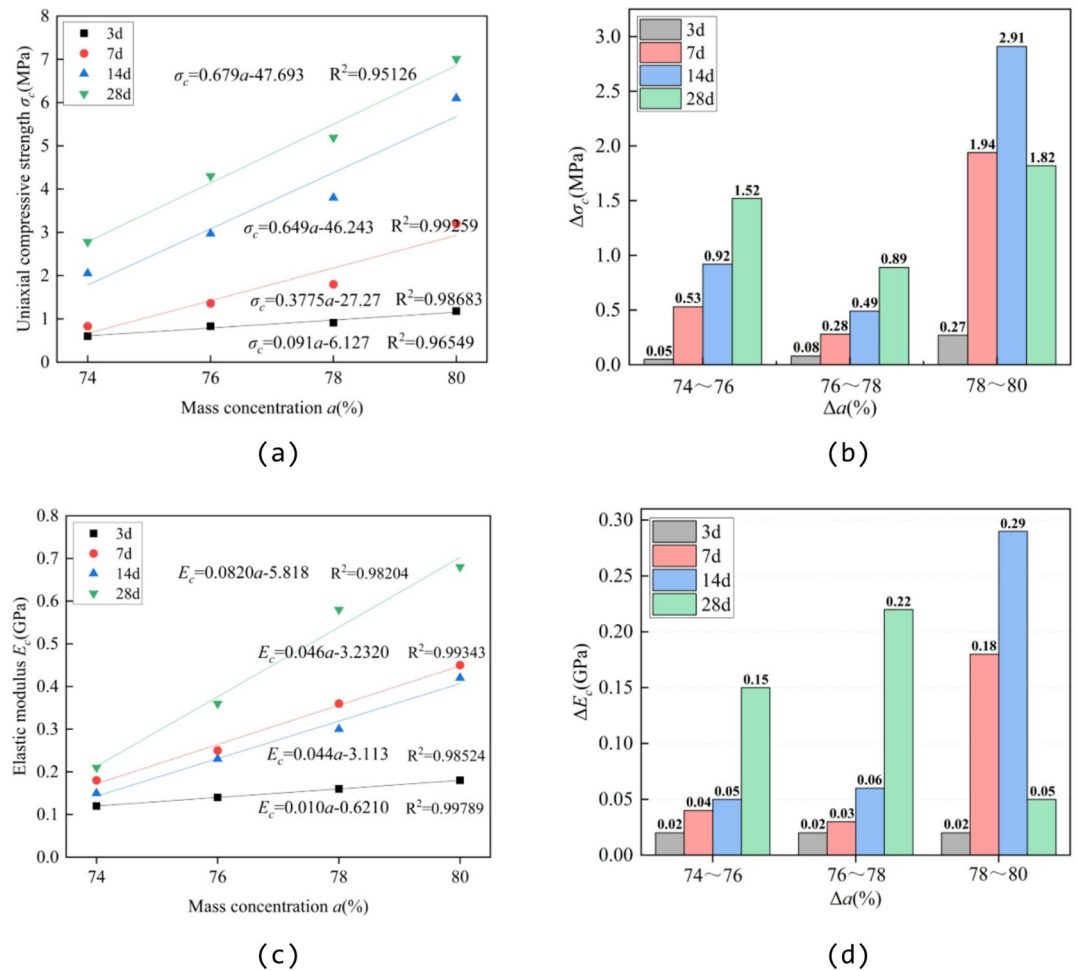 8
7
6
5
4
3
2
1
0
Uniaxial compressive strength σc(MPa)
3d
7d
14d
28d
σc=0.679a-47.693 R²=0.95126
σc=0.649a-46.243 R²=0.99259
σc=0.3775a-27.27 R²=0.98683
σc=0.091a-6.127 R²=0.96549
74 76 78 80
Mass concentration a(%)
(a)
3.0
2.5
2.0
1.5
1.0
0.5
0.0
Δσc(MPa)
3d
7d
14d
28d
0.05 0.53 0.92 1.52
0.08 0.28 0.49 0.89
0.27 1.94 2.91 1.82
74～76 76～78 78～80
Δa(%)
(b)
0.8
0.7
0.6
0.5
0.4
0.3
0.2
0.1
0.0
Elastic modulus Ec(GPa)
3d
7d
14d
28d
Ec=0.0820a-5.818 R²=0.98204
Ec=0.046a-3.2320 R²=0.99343
Ec=0.044a-3.113 R²=0.98524
Ec=0.010a-0.6210 R²=0.99789
74 76 78 80
Mass concentration a(%)
(c)
0.30
0.25
0.20
0.15
0.10
0.05
0.00
ΔEc(GPa)
3d
7d
14d
28d
0.02 0.04 0.05 0.15
0.02 0.03 0.06 0.22
0.02 0.18 0.29 0.05
74～76 76～78 78～80
Δa(%)
(d)